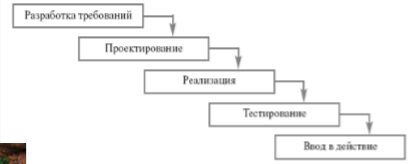 Разработка требований
Проектирование
Реализация
Тестирование
Ввод в действие